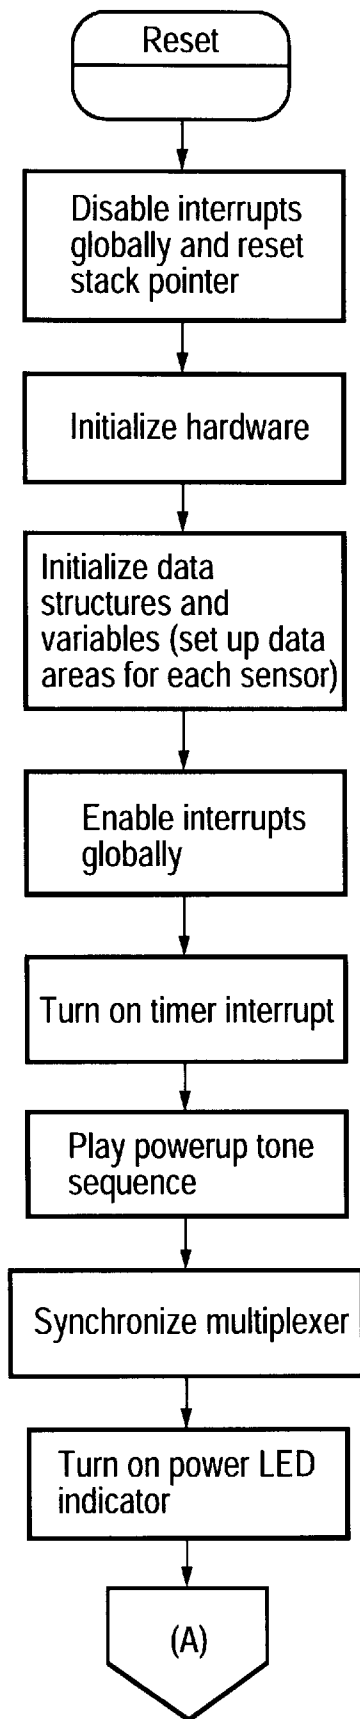 Reset
Disable interrupts
globally and reset
stack pointer
Initialize hardware
Initialize data
structures and
variables (set up data
areas for each sensor)
Enable interrupts
globally
Turn on timer interrupt
Play powerup tone
sequence
Synchronize multiplexer
Turn on power LED
indicator
(A)